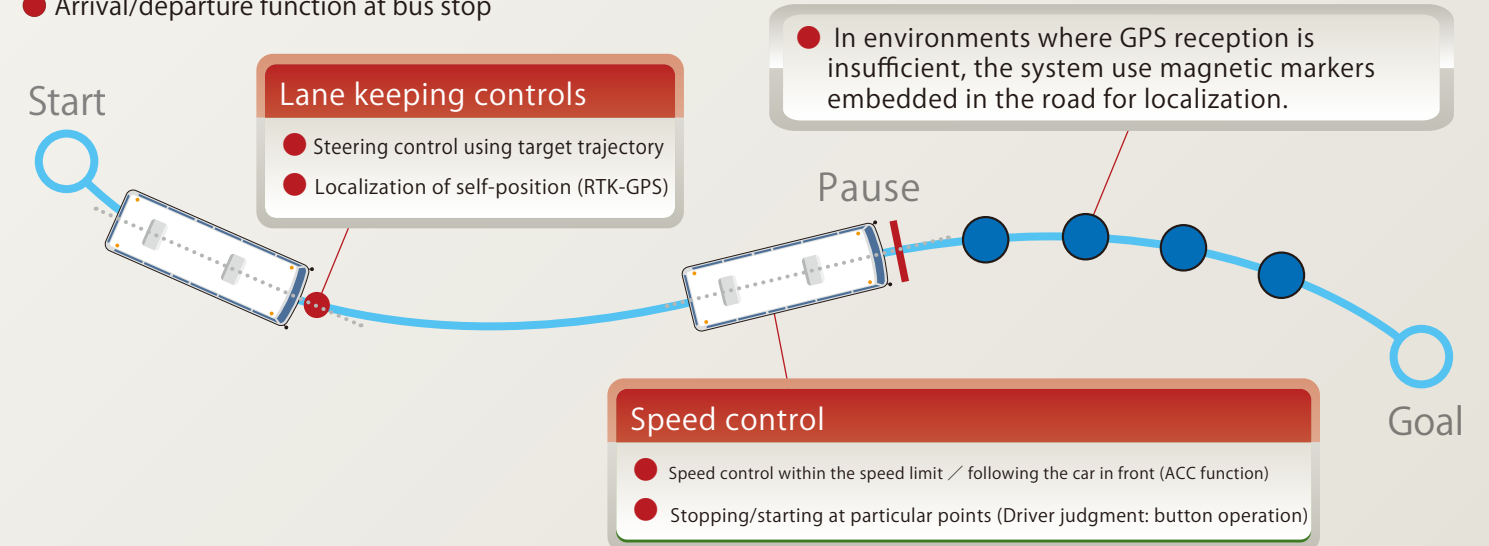 ● Arrival/departure function at bus stop
● In environments where GPS reception is
insufficient, the system use magnetic markers
embedded in the road for localization.
Start
Lane keeping controls
● Steering control using target trajectory
● Localization of self-position (RTK-GPS)
Pause
Goal
Speed control
● Speed control within the speed limit ／ following the car in front (ACC function)
● Stopping/starting at particular points (Driver judgment: button operation)